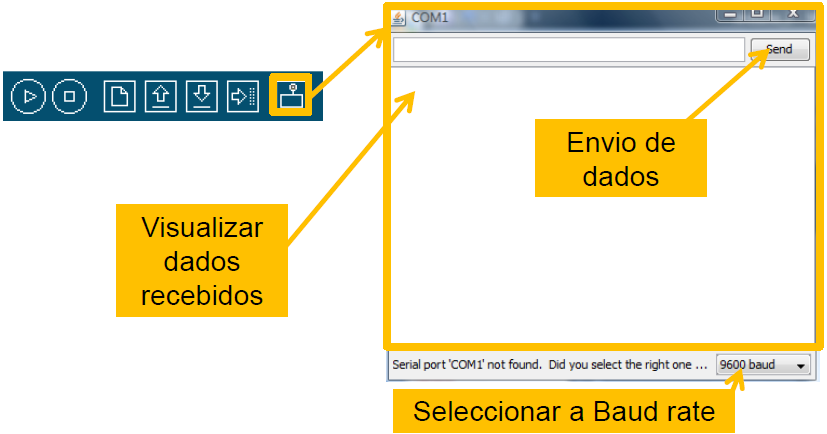 COM1
Send
Envio de
dados
Visualizar
dados
recebidos
Serial port 'COM1' not found. Did you select the right one ...
9600 baud
Seleccionar a Baud rate